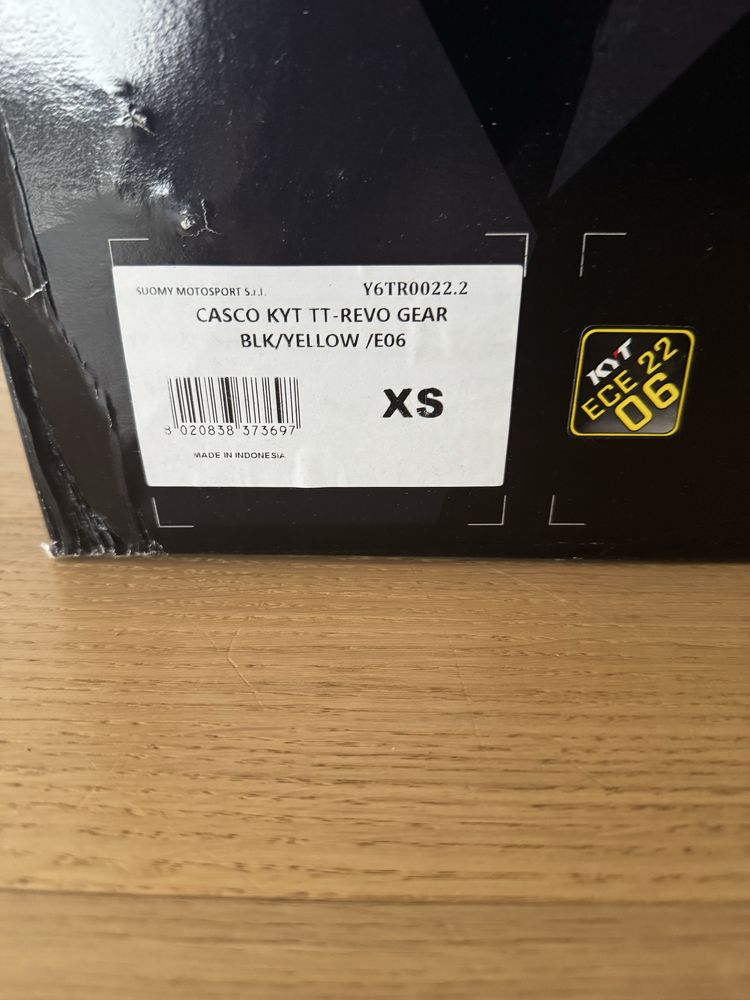 SUOMY MOTOSPORT S.r.l. Y6TR0022.2
CASCO KYT TT-REVO GEAR
BLK/YELLOW /E06
XS
8 020838 373697
MADE IN INDONESIA
KYT
ECE 22
06